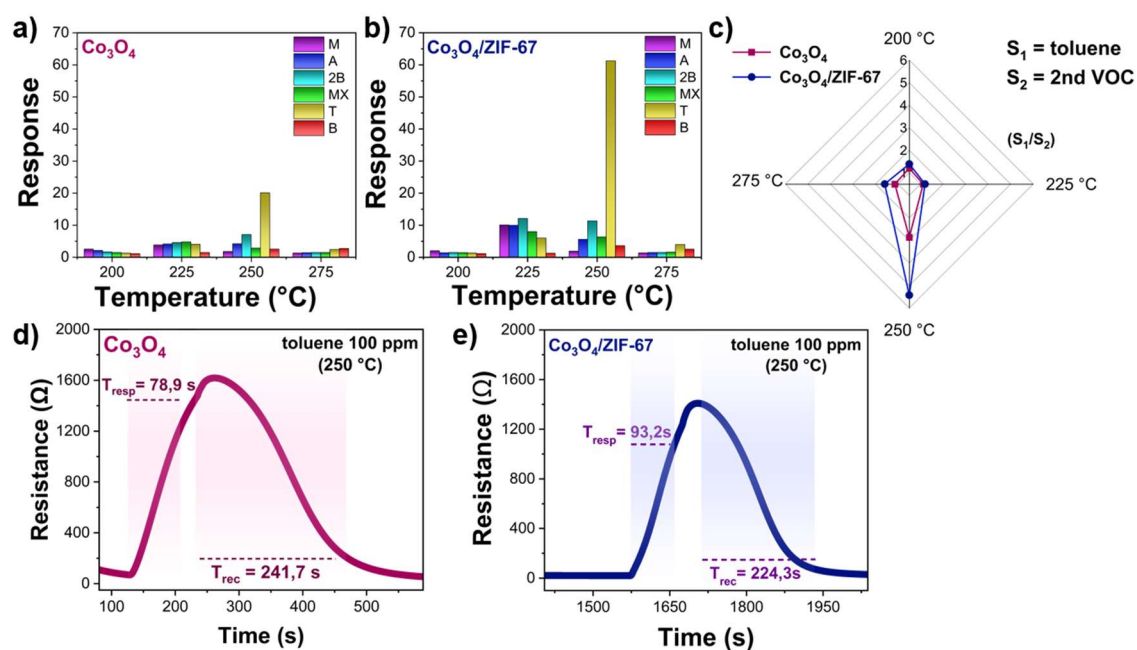 a)
Co₃O₄
70
60
50
40
30
20
10
0
Response
M
A
2B
MX
T
B
200 225 250 275
Temperature (°C)
b)
Co₃O₄/ZIF-67
70
60
50
40
30
20
10
0
Response
M
A
2B
MX
T
B
200 225 250 275
Temperature (°C)
c)
Co₃O₄
Co₃O₄/ZIF-67
200 °C
S₁ = toluene
S₂ = 2nd VOC
(S₁/S₂)
6
5
4
3
2
1
275 °C
225 °C
250 °C
d)
Co₃O₄
toluene 100 ppm
(250 °C)
2000
1600
1200
800
400
0
Resistance (Ω)
Tresp= 78,9 s
Trec = 241,7 s
100 200 300 400 500
Time (s)
e)
Co₃O₄/ZIF-67
toluene 100 ppm
(250 °C)
2000
1600
1200
800
400
0
Resistance (Ω)
Tresp = 93,2s
Trec = 224,3s
1500 1650 1800 1950
Time (s)